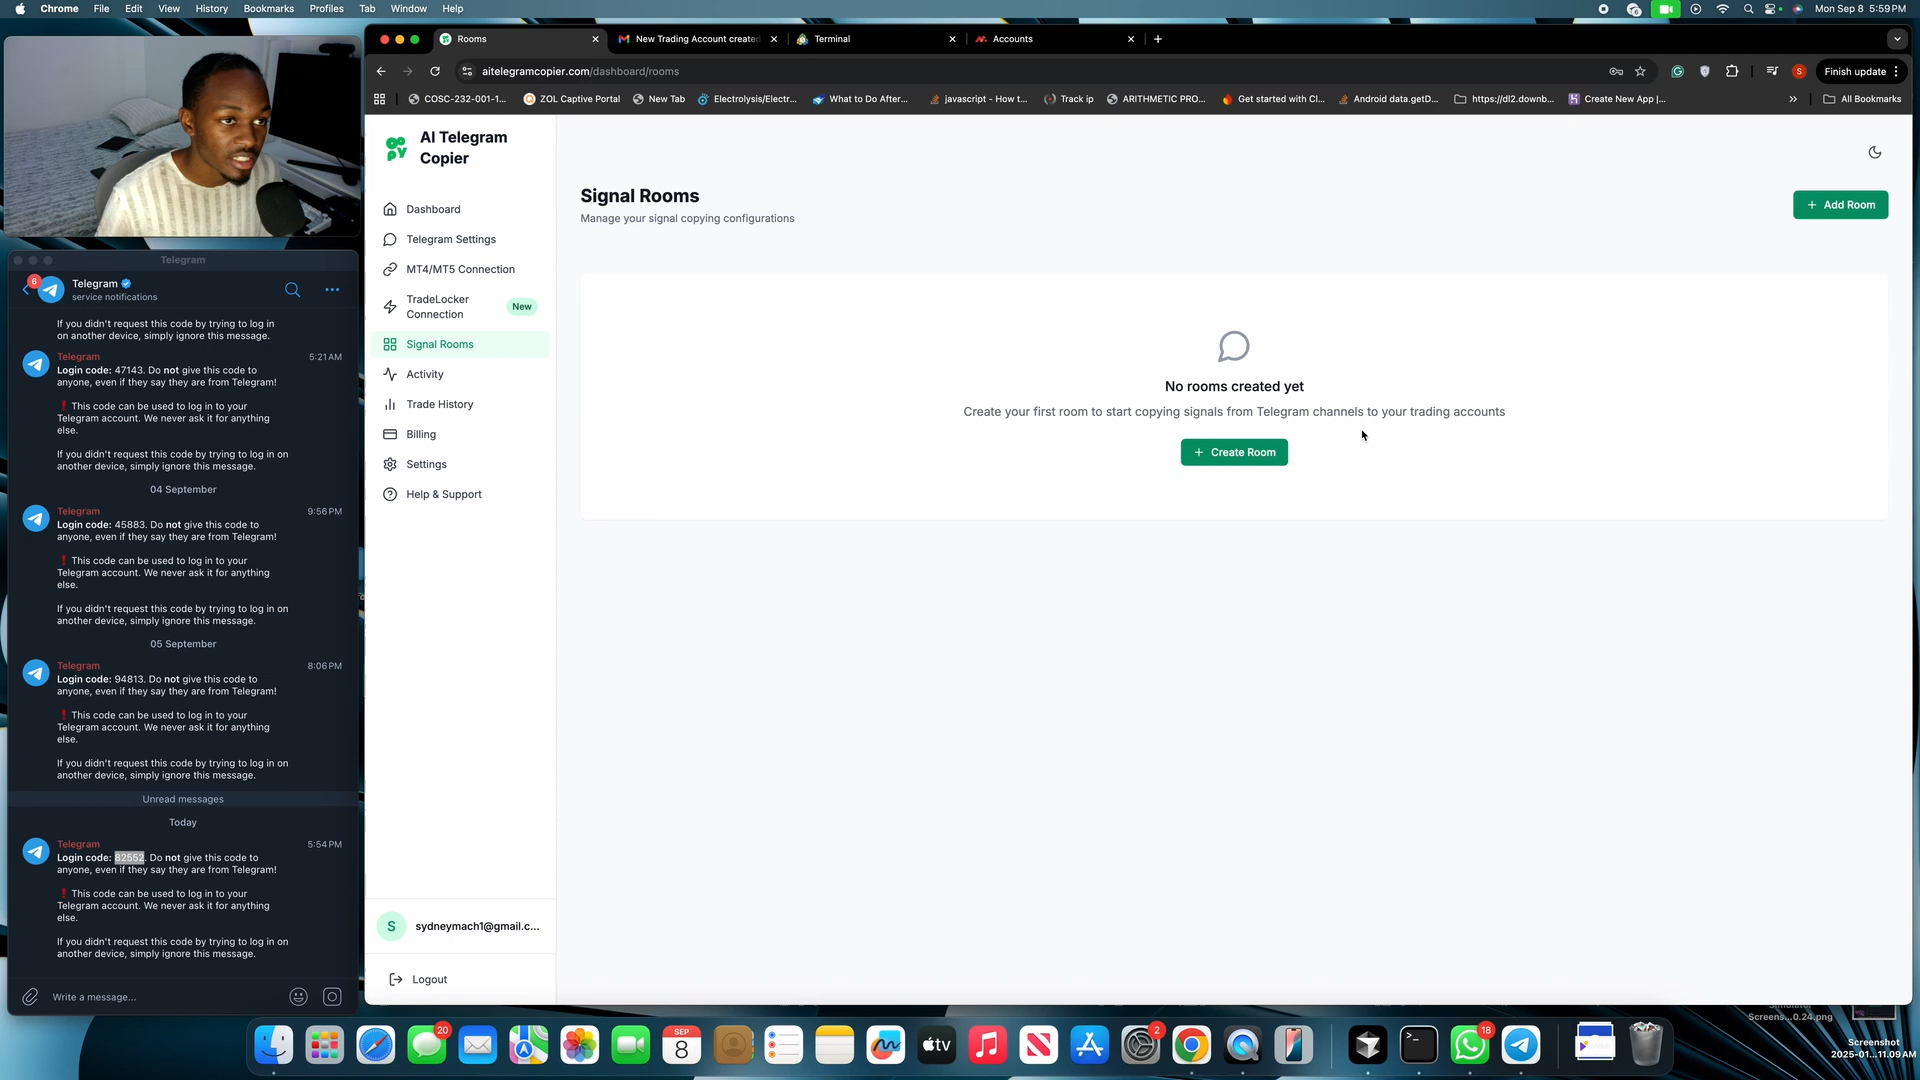 Chrome File Edit View History Bookmarks Profiles Tab Window Help
Mon Sep 8 5:59 PM
Rooms
New Trading Account created
Terminal
Accounts
aitelegramcopier.com/dashboard/rooms
S
Finish update
COSC-232-001-1...
ZOL Captive Portal
New Tab
Electrolysis/Electr...
What to Do After...
javascript - How t...
Track ip
ARITHMETIC PRO...
Get started with Cl...
Android data.getD...
https://dl2.downb...
Create New App |...
All Bookmarks
AI Telegram
Copier
Dashboard
Telegram Settings
MT4/MT5 Connection
TradeLocker
Connection
New
Signal Rooms
Activity
Trade History
Billing
Settings
Help & Support
S
sydneymach1@gmail.c...
Logout
Signal Rooms
Manage your signal copying configurations
+ Add Room
No rooms created yet
Create your first room to start copying signals from Telegram channels to your trading accounts
+ Create Room
Telegram
6
Telegram
service notifications
If you didn't request this code by trying to log in
on another device, simply ignore this message.
Telegram 5:21 AM
Login code: 47143. Do not give this code to
anyone, even if they say they are from Telegram!
❗ This code can be used to log in to your
Telegram account. We never ask it for anything
else.
If you didn't request this code by trying to log in on
another device, simply ignore this message.
04 September
Telegram 9:56 PM
Login code: 45883. Do not give this code to
anyone, even if they say they are from Telegram!
❗ This code can be used to log in to your
Telegram account. We never ask it for anything
else.
If you didn't request this code by trying to log in on
another device, simply ignore this message.
05 September
Telegram 8:06 PM
Login code: 94813. Do not give this code to
anyone, even if they say they are from Telegram!
❗ This code can be used to log in to your
Telegram account. We never ask it for anything
else.
If you didn't request this code by trying to log in on
another device, simply ignore this message.
Unread messages
Today
Telegram 5:54 PM
Login code: 82552. Do not give this code to
anyone, even if they say they are from Telegram!
❗ This code can be used to log in to your
Telegram account. We never ask it for anything
else.
If you didn't request this code by trying to log in on
another device, simply ignore this message.
Write a message...
20
SEP
8
tv
2
18
Screens...0.24.png
Screenshot
2025-01...11.09 AM